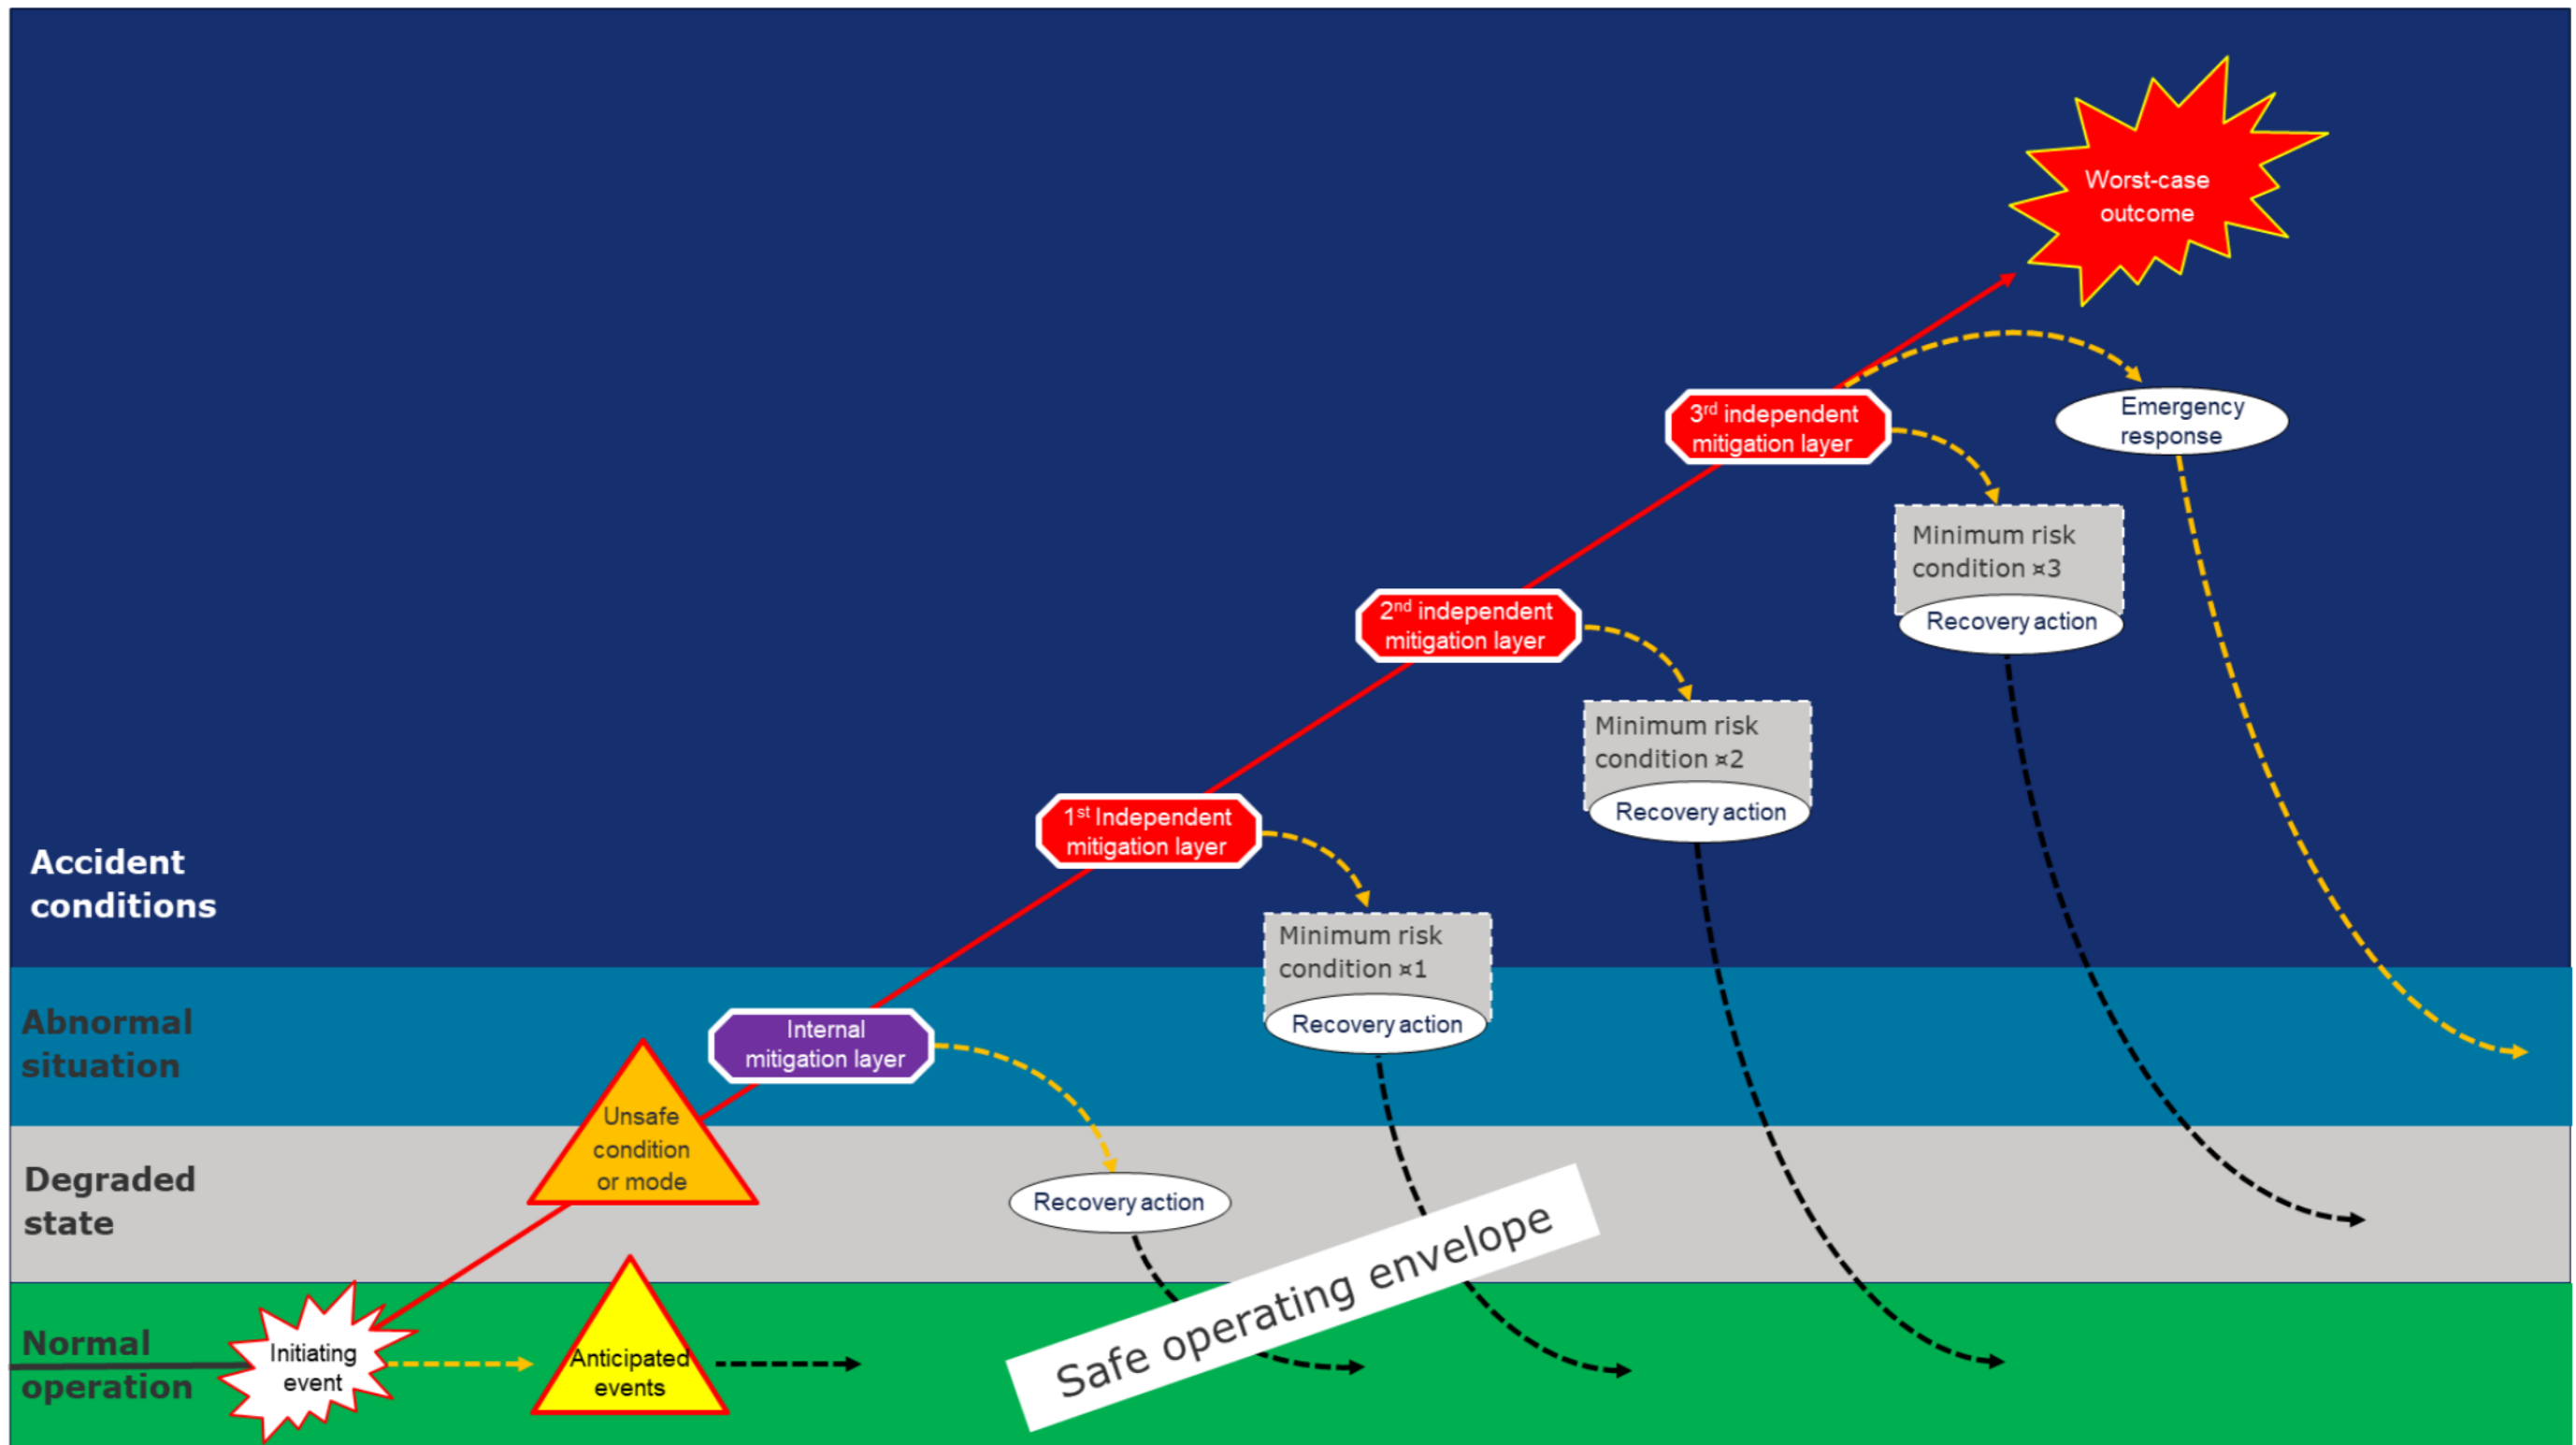 Worst-case
outcome
3rd independent
mitigation layer
Emergency
response
Minimum risk
condition ¤3
Recovery action
2nd independent
mitigation layer
Minimum risk
condition ¤2
Recovery action
1st Independent
mitigation layer
Accident
conditions
Minimum risk
condition ¤1
Recovery action
Abnormal
situation
Internal
mitigation layer
Unsafe
condition
or mode
Degraded
state
Recovery action
Safe operating envelope
Normal
operation
Initiating
event
Anticipated
events